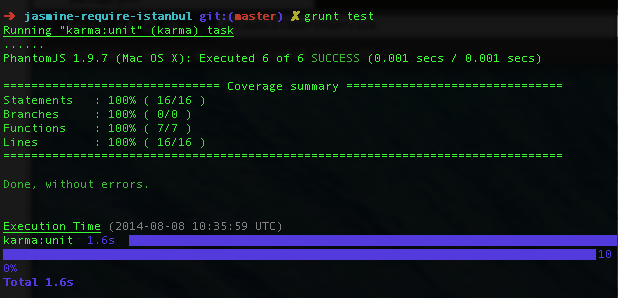 ➜ jasmine-require-istanbul git:(master) ✗ grunt test
Running "karma:unit" (karma) task
......
PhantomJS 1.9.7 (Mac OS X): Executed 6 of 6 SUCCESS (0.001 secs / 0.001 secs)
=============================== Coverage summary ===============================
Statements   : 100% ( 16/16 )
Branches     : 100% ( 0/0 )
Functions    : 100% ( 7/7 )
Lines        : 100% ( 16/16 )
================================================================================
Done, without errors.
Execution Time (2014-08-08 10:35:59 UTC)
karma:unit  1.6s
10
0%
Total 1.6s